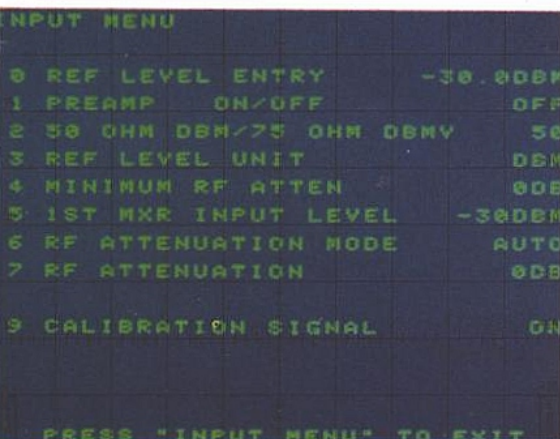 INPUT MENU
0 REF LEVEL ENTRY -30.0DBM
1 PREAMP ON/OFF OFF
2 50 OHM DBM/75 OHM DBMV 50
3 REF LEVEL UNIT DBM
4 MINIMUM RF ATTEN 0DB
5 1ST MXR INPUT LEVEL -30DBM
6 RF ATTENUATION MODE AUTO
7 RF ATTENUATION 0DB
9 CALIBRATION SIGNAL ON
PRESS "INPUT MENU" TO EXIT